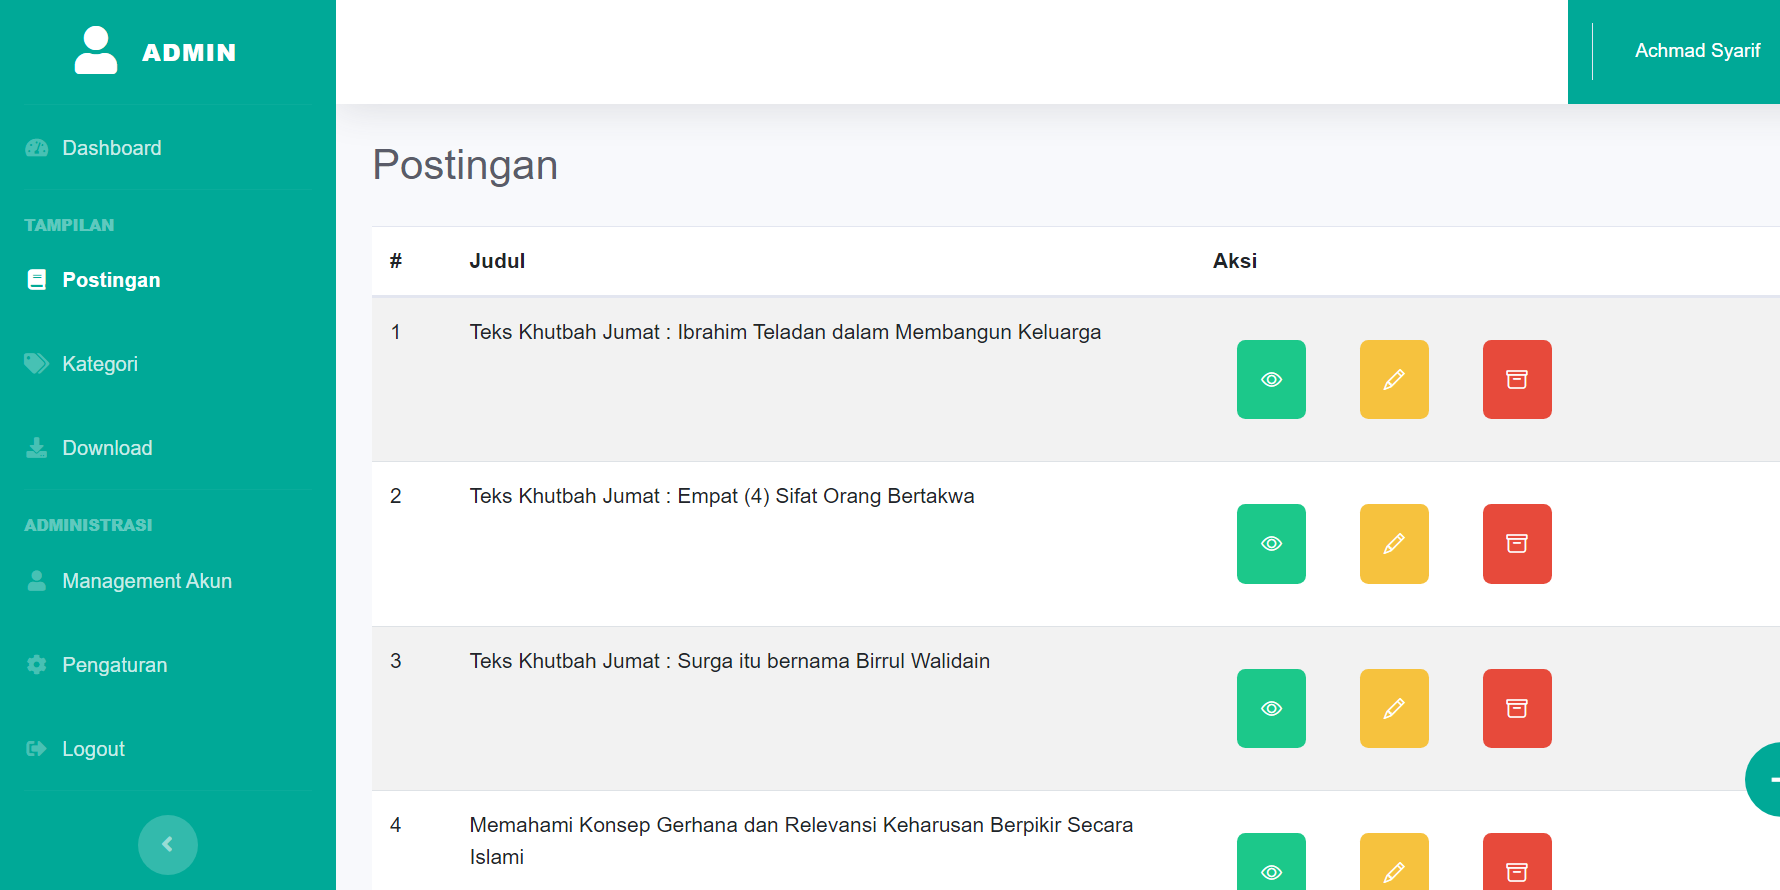 ADMIN
Achmad Syarif
Dashboard
TAMPILAN
Postingan
Kategori
Download
ADMINISTRASI
Management Akun
Pengaturan
Logout
Postingan
# Judul Aksi
1 Teks Khutbah Jumat : Ibrahim Teladan dalam Membangun Keluarga
2 Teks Khutbah Jumat : Empat (4) Sifat Orang Bertakwa
3 Teks Khutbah Jumat : Surga itu bernama Birrul Walidain
4 Memahami Konsep Gerhana dan Relevansi Keharusan Berpikir Secara
Islami